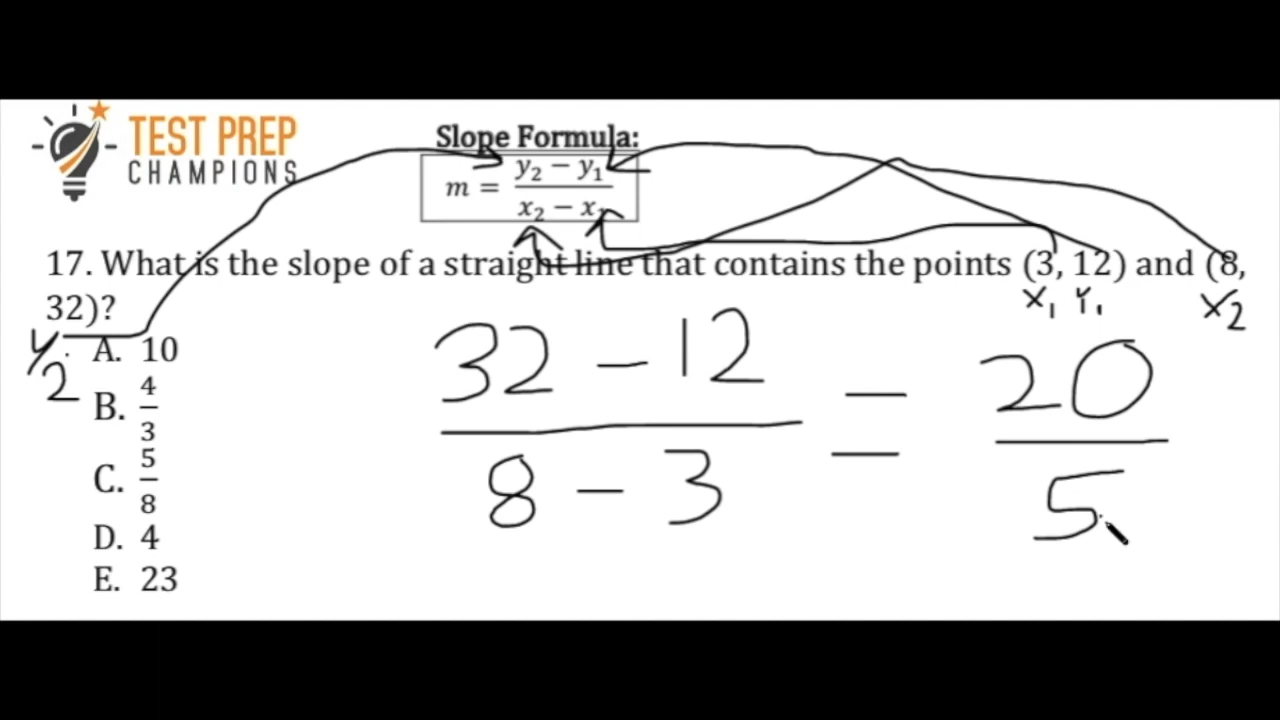 TEST PREP
CHAMPIONS
Slope Formula:
m = y₂ − y₁ / x₂ − x₁
17. What is the slope of a straight line that contains the points (3, 12) and (8,
32)?
X₁ Y₁ X₂
Y₂
A. 10
B. 4/3
C. 5/8
D. 4
E. 23
32 − 12 / 8 − 3 = 20 / 5